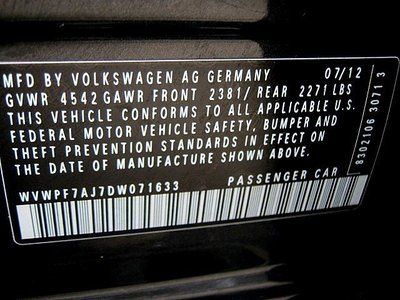 MFD BY VOLKSWAGEN AG GERMANY 07/12
GVWR 4542 GAWR FRONT 2381/ REAR 2271 LBS
THIS VEHICLE CONFORMS TO ALL APPLICABLE U.S.
FEDERAL MOTOR VEHICLE SAFETY, BUMPER AND
THEFT PREVENTION STANDARDS IN EFFECT ON
THE DATE OF MANUFACTURE SHOWN ABOVE.
WVWPF7AJ7DW071633 PASSENGER CAR
8302106 3071 3